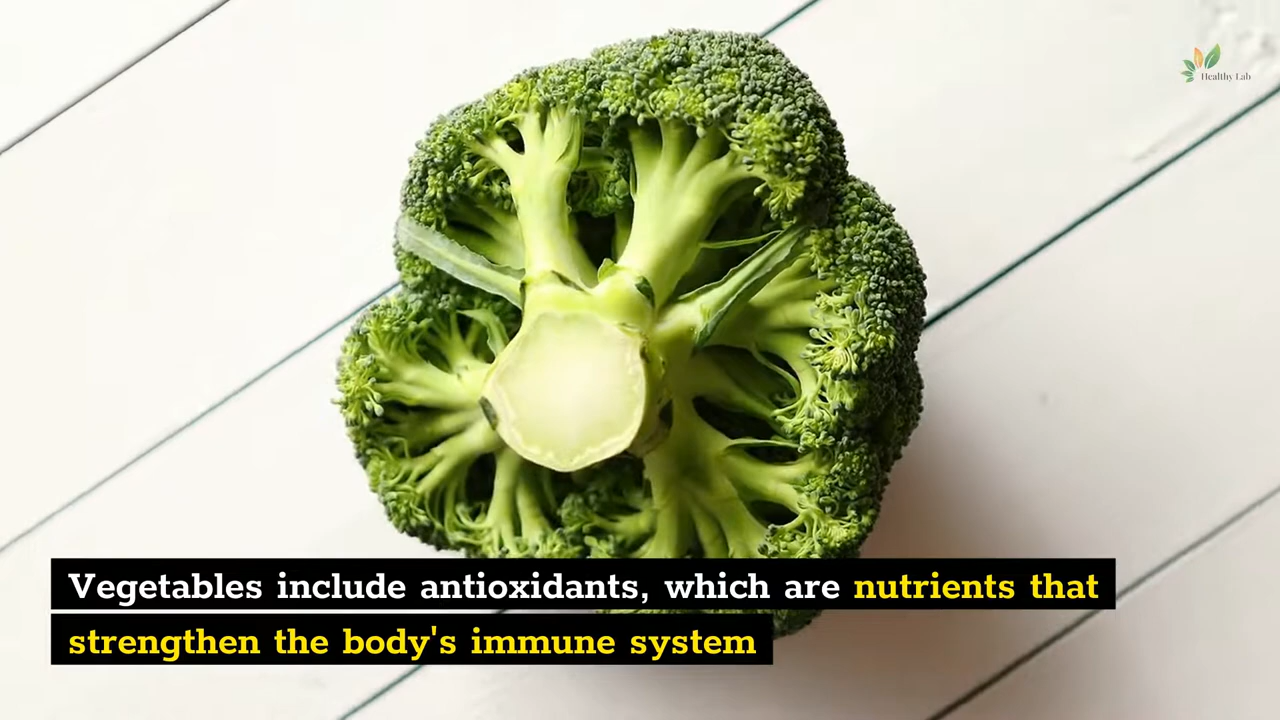 Healthy Lab
Vegetables include antioxidants, which are nutrients that
strengthen the body's immune system